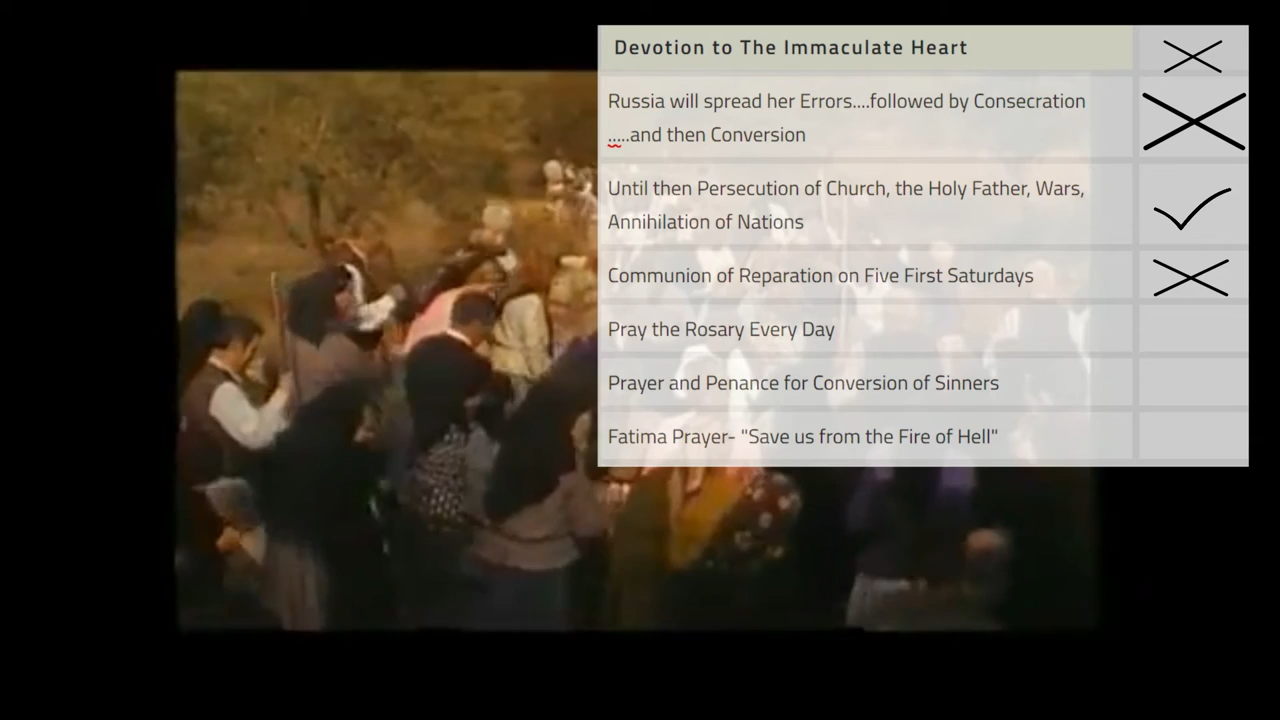 Devotion to The Immaculate Heart
Russia will spread her Errors....followed by Consecration
.....and then Conversion
Until then Persecution of Church, the Holy Father, Wars,
Annihilation of Nations
Communion of Reparation on Five First Saturdays
Pray the Rosary Every Day
Prayer and Penance for Conversion of Sinners
Fatima Prayer- "Save us from the Fire of Hell"